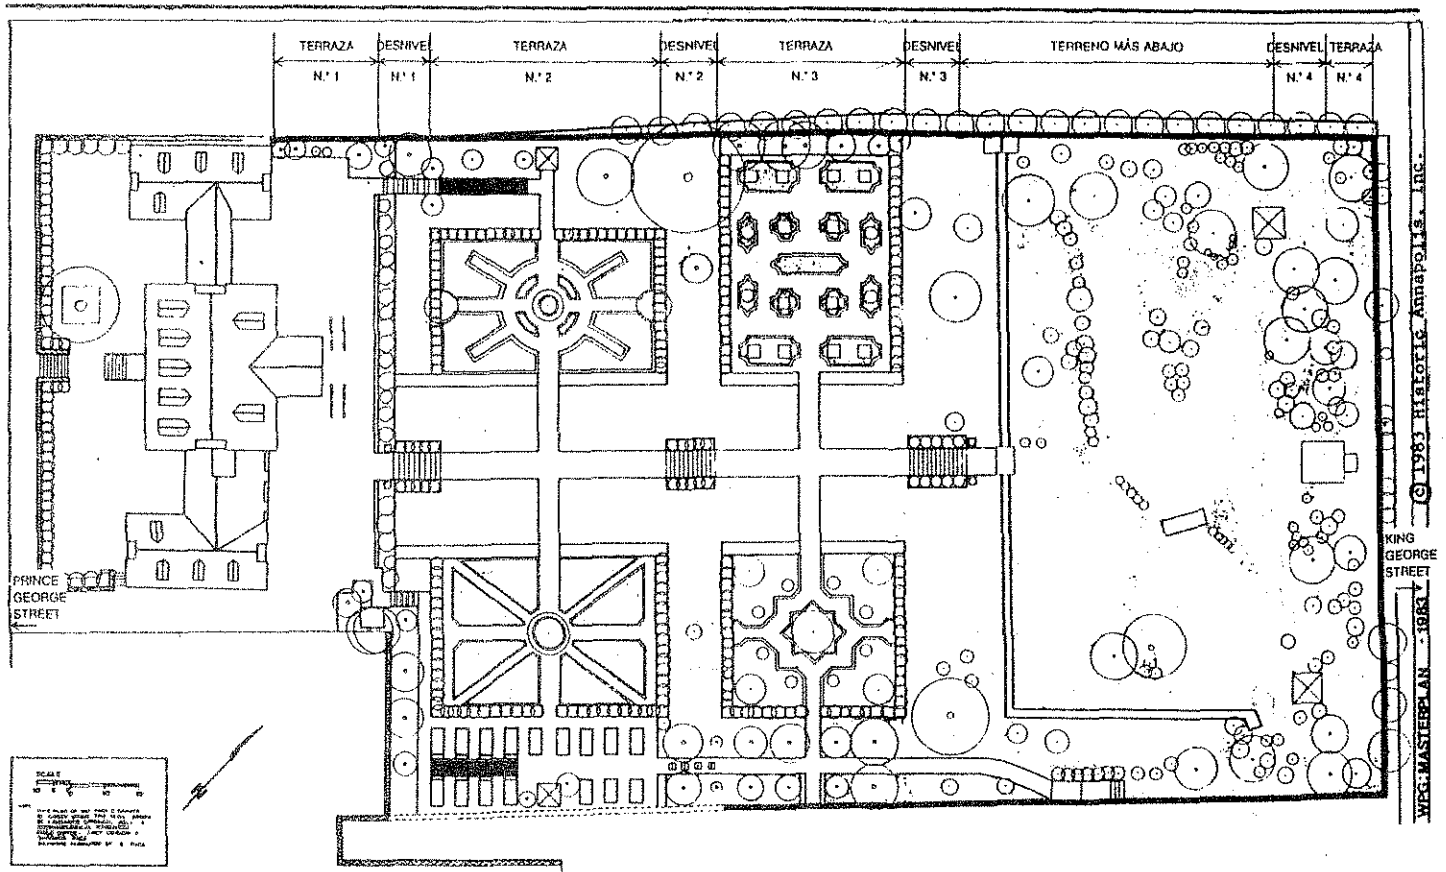 TERRAZA DESNIVEL TERRAZA DESNIVEL TERRAZA DESNIVEL TERRENO MÁS ABAJO DESNIVEL TERRAZA
N.º 1 N.º 1 N.º 2 N.º 2 N.º 3 N.º 3 N.º 4 N.º 4
PRINCE
GEORGE
STREET
KING
GEORGE
STREET
WPG:MASTERPLAN - 1983
© 1983 Historic Annapolis, Inc.
SCALE